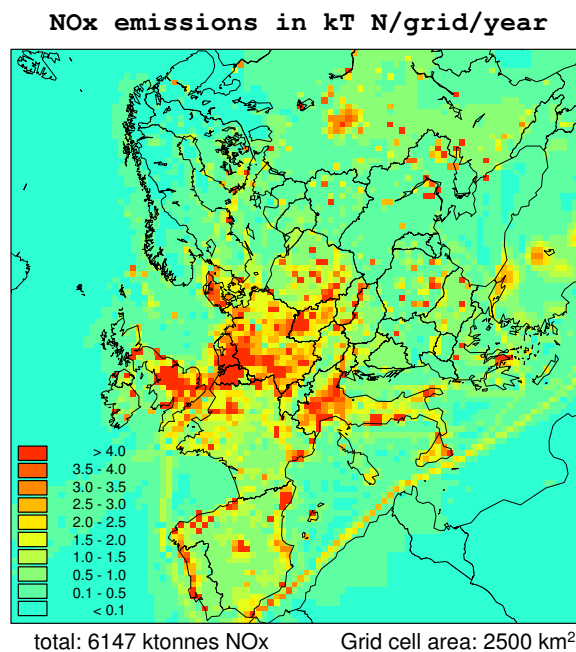 NOx emissions in kT N/grid/year
> 4.0
3.5 - 4.0
3.0 - 3.5
2.5 - 3.0
2.0 - 2.5
1.5 - 2.0
1.0 - 1.5
0.5 - 1.0
0.1 - 0.5
< 0.1
total: 6147 ktonnes NOx Grid cell area: 2500 km²